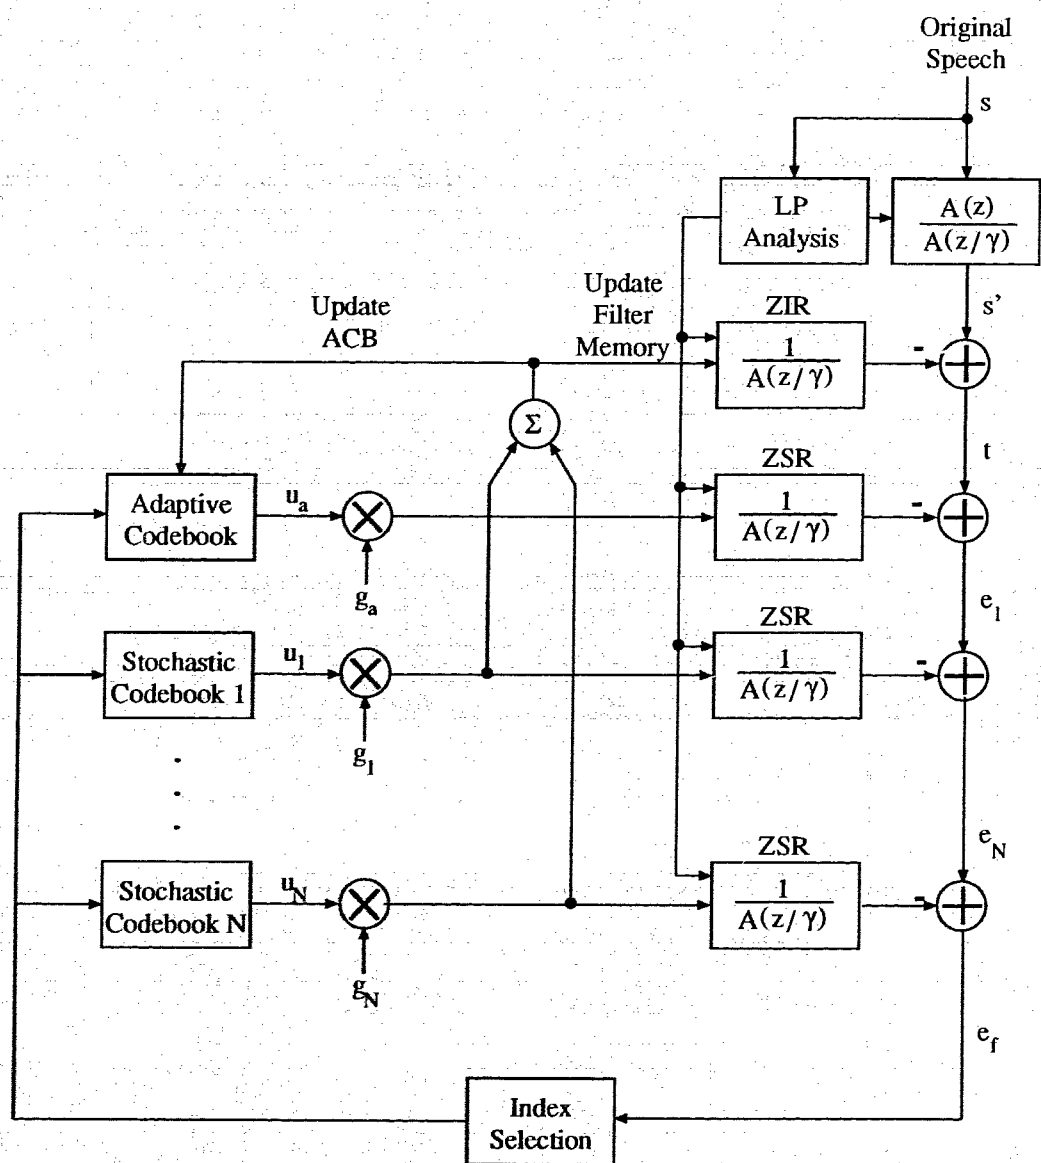 Original
Speech
s
LP
Analysis
A(z)
A(z/γ)
Update
ACB
Update
Filter
Memory
ZIR
1
A(z/γ)
s'
-
Σ
t
Adaptive
Codebook
u_a
g_a
ZSR
1
A(z/γ)
-
e_1
Stochastic
Codebook 1
u_1
g_1
ZSR
1
A(z/γ)
-
. . .
e_N
Stochastic
Codebook N
u_N
g_N
ZSR
1
A(z/γ)
-
e_f
Index
Selection